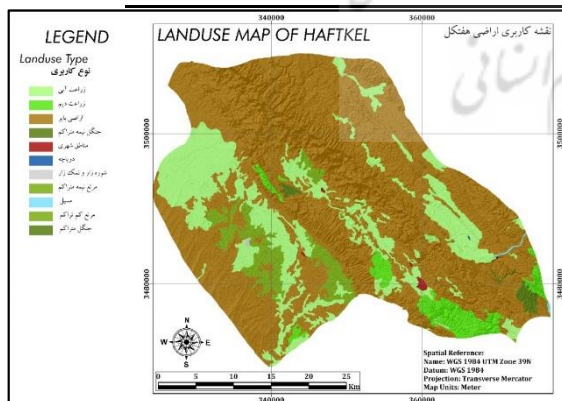 340000 360000
LEGEND
Landuse Type
نوع کاربری
زراعت آبی
زراعت دیم
اراضی بایر
جنگل نیمه متراکم
مناطق شهری
دریاچه
شوره زار و نمک زار
مرتع نیمه متراکم
مسیل
مرتع کم تراکم
جنگل متراکم
LANDUSE MAP OF HAFTKEL
نقشه کاربری اراضی هفتکل
انسانی
3500000 3500000
3480000 3480000
N
W E
S
0 5 10 15 20 25
Km
Spatial Reference:
Name: WGS 1984 UTM Zone 39N
Datum: WGS 1984
Projection: Transverse Mercator
Map Units: Meter
340000 360000